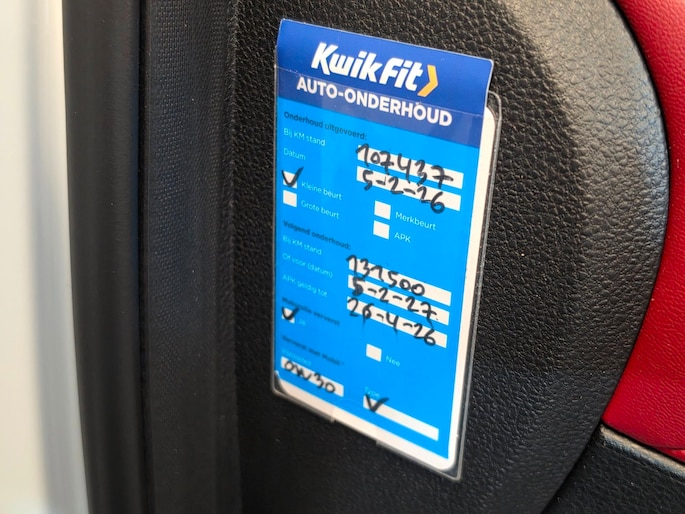 KwikFit
AUTO-ONDERHOUD
Onderhoud uitgevoerd:
Bij KM stand 107437
Datum 5-2-26
Kleine beurt Merkbeurt
Grote beurt APK
Volgend onderhoud:
Bij KM stand 131500
Of voor (datum) 5-2-27
APK geldig tot 26-4-26
Ja Nee
0W30